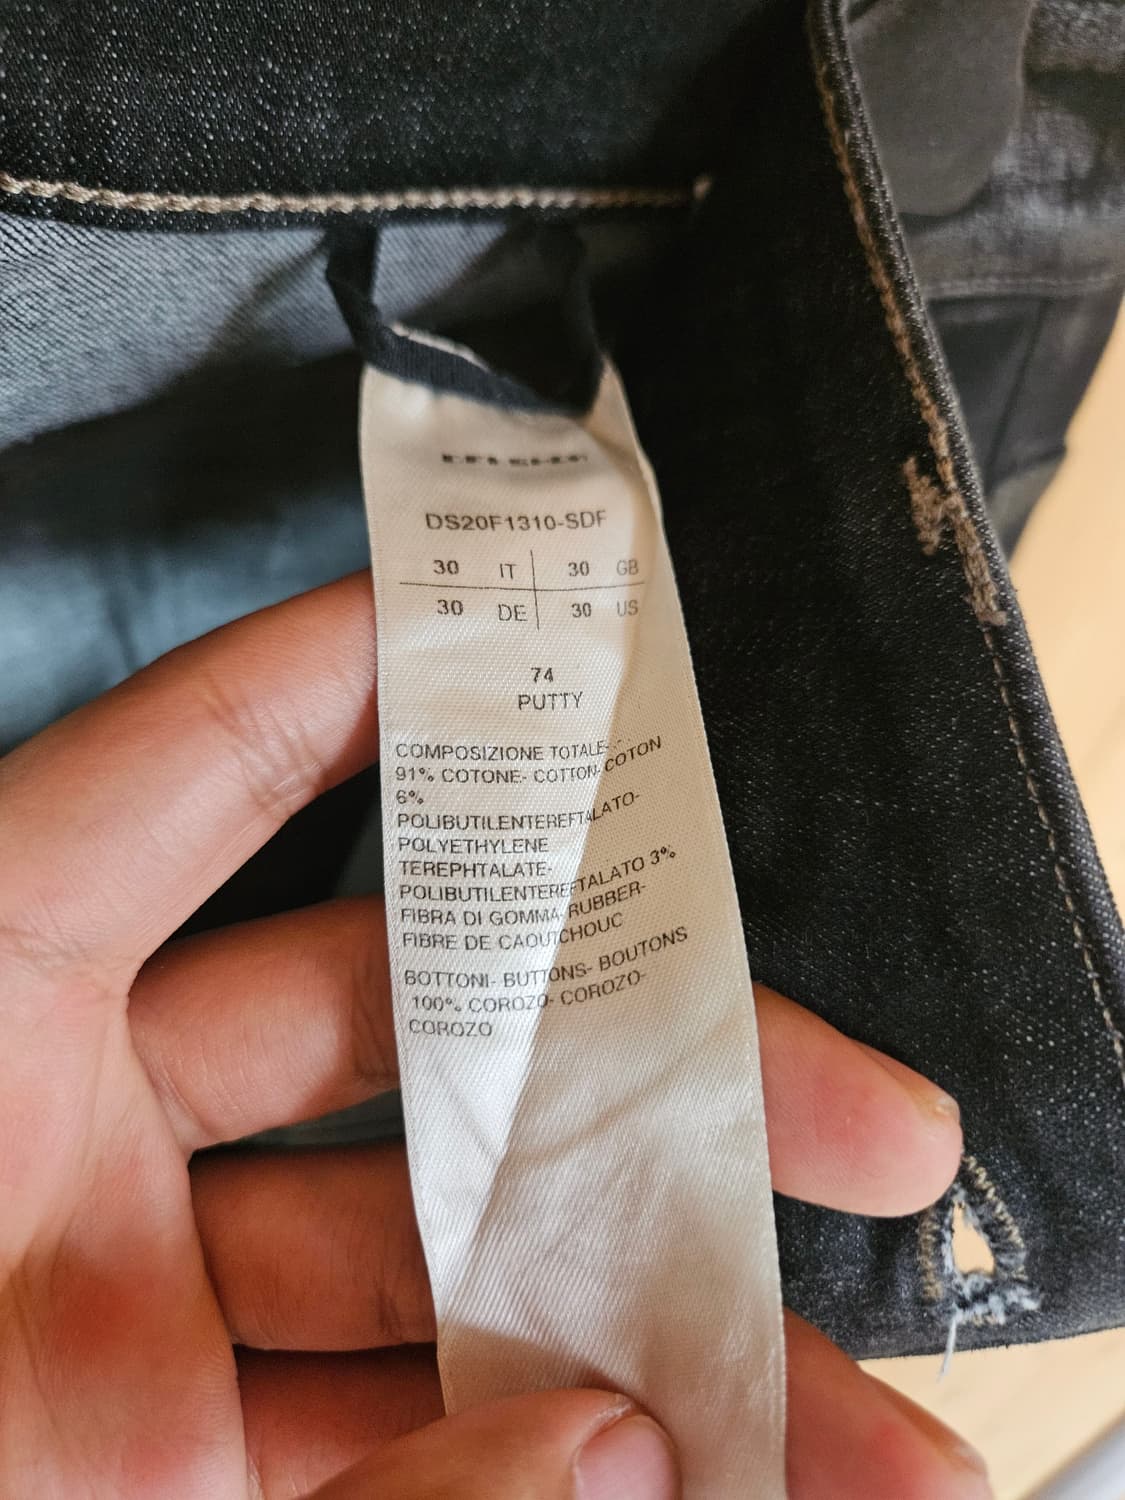 DS20F1310-SDF
30 IT 30 GB
30 DE 30 US
74
PUTTY
COMPOSIZIONE TOTALE-
91% COTONE- COTTON- COTON
6%
POLIBUTILENTEREFTALATO-
POLYETHYLENE
TEREPHTALATE-
POLIBUTILENTEREFTALATO 3%
FIBRA DI GOMMA- RUBBER-
FIBRE DE CAOUTCHOUC
BOTTONI- BUTTONS- BOUTONS
100% COROZO- COROZO-
COROZO